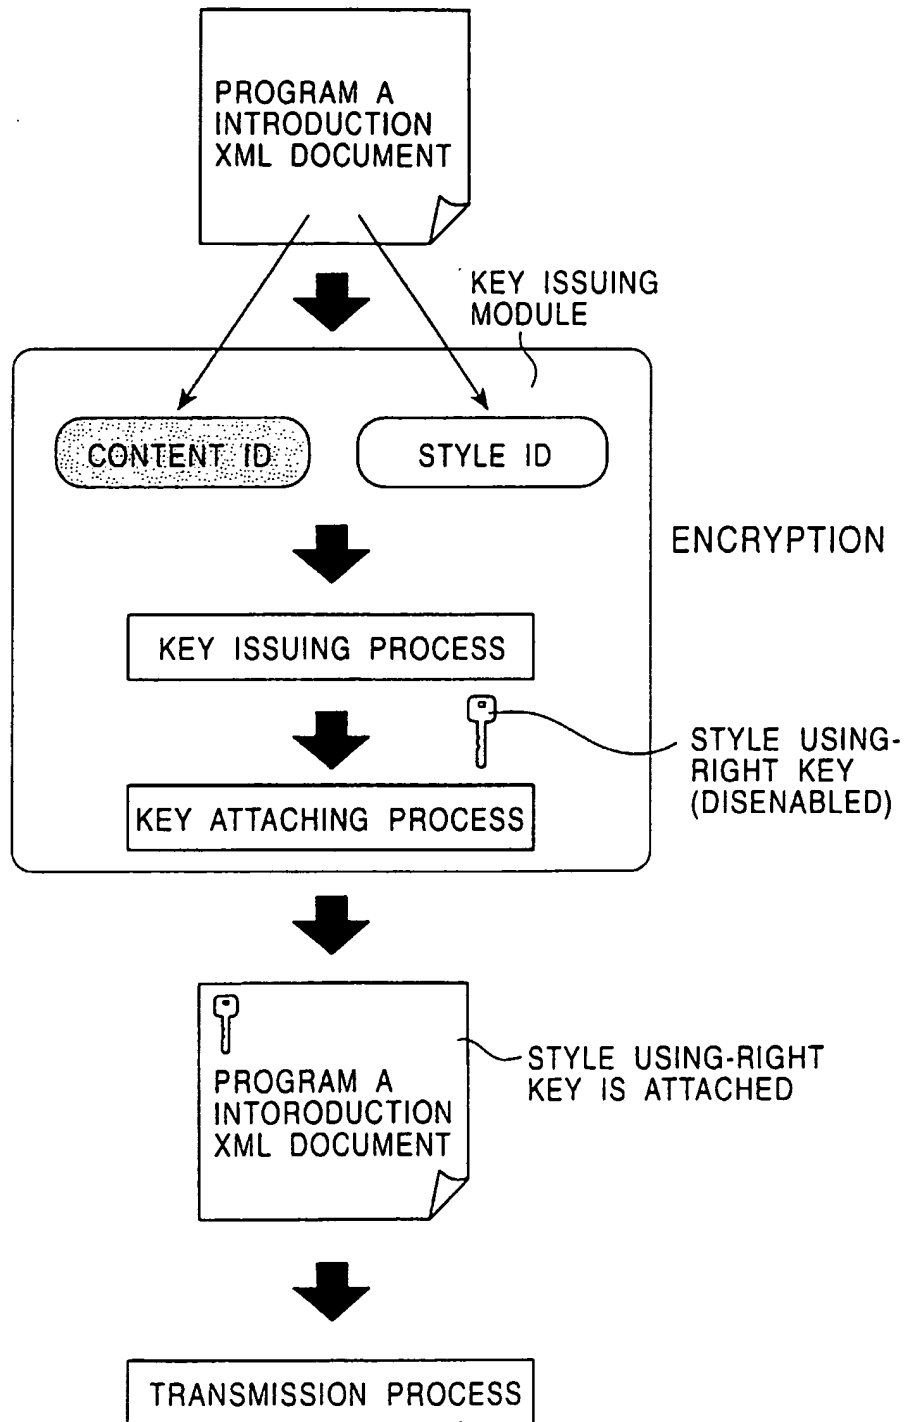 PROGRAM A
INTRODUCTION
XML DOCUMENT
KEY ISSUING
MODULE
CONTENT ID
STYLE ID
ENCRYPTION
KEY ISSUING PROCESS
STYLE USING-
RIGHT KEY
(DISENABLED)
KEY ATTACHING PROCESS
STYLE USING-RIGHT
KEY IS ATTACHED
PROGRAM A
INTORODUCTION
XML DOCUMENT
TRANSMISSION PROCESS